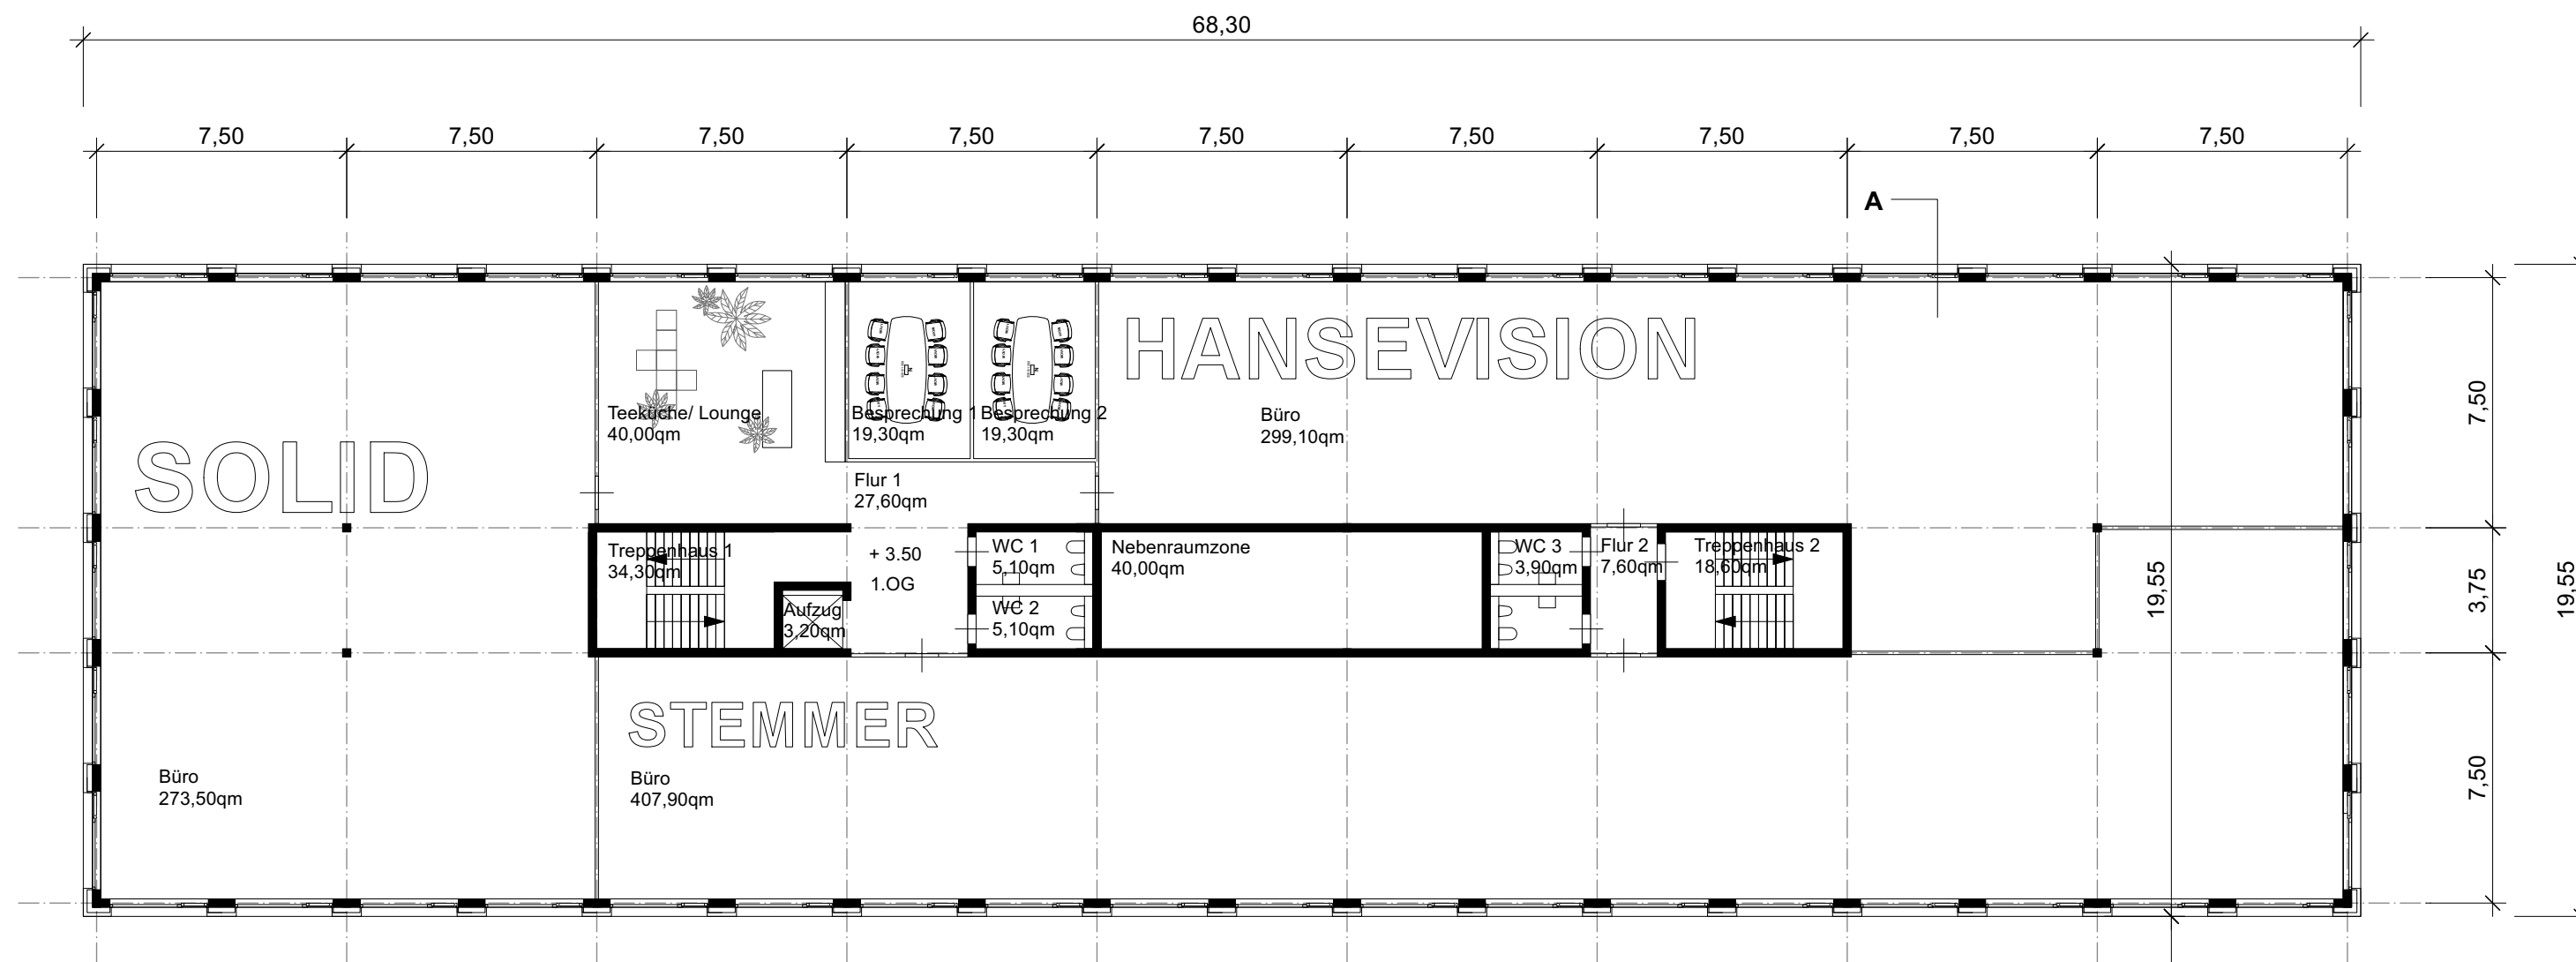 68,30
7,50 7,50 7,50 7,50 7,50 7,50 7,50 7,50 7,50
A
HANSEVISION
Teeküche/ Lounge
40,00qm
Besprechung 1
19,30qm
Besprechung 2
19,30qm
Büro
299,10qm
7,50
SOLID
Flur 1
27,60qm
Treppenhaus 1
34,30qm
+ 3.50
1.OG
Aufzug
3,20qm
WC 1
5,10qm
WC 2
5,10qm
Nebenraumzone
40,00qm
WC 3
3,90qm
Flur 2
7,60qm
Treppenhaus 2
18,60qm
19,55
3,75
19,55
STEMMER
Büro
273,50qm
Büro
407,90qm
7,50